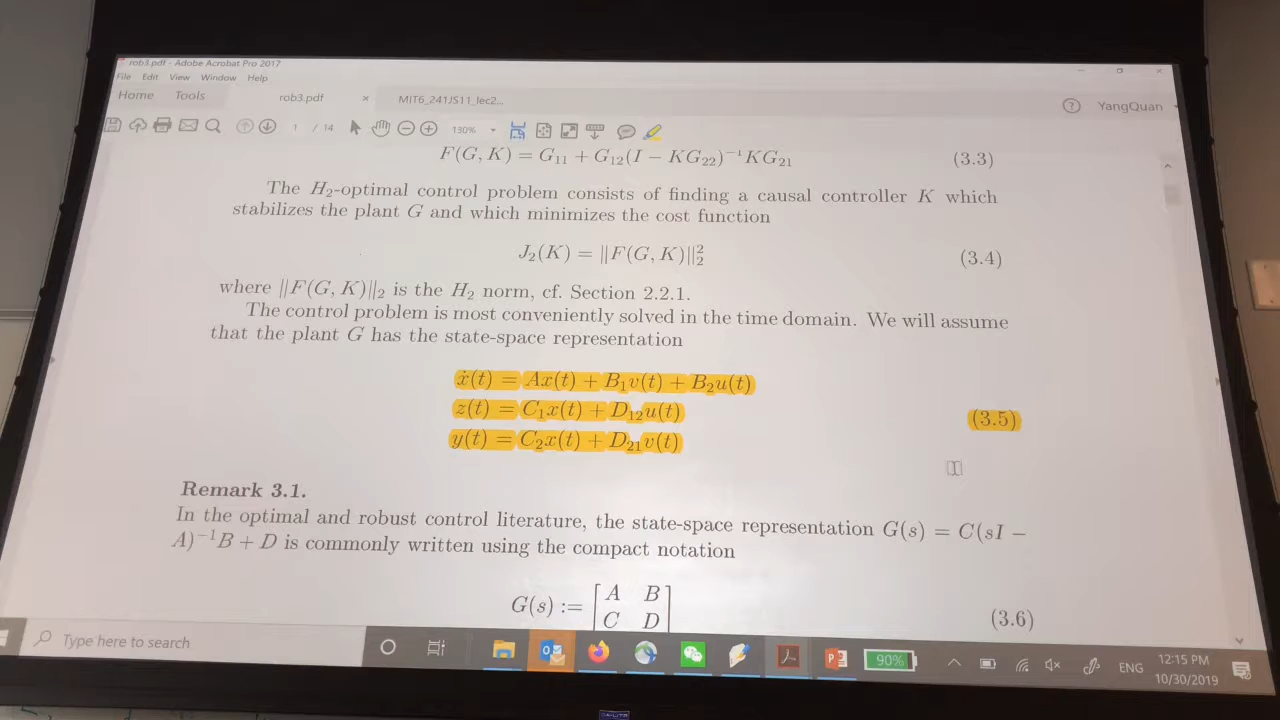 rob3.pdf - Adobe Acrobat Pro 2017
File Edit View Window Help
Home Tools rob3.pdf × MIT6_241JS11_lec2... ? YangQuan
1 / 14 130%
F(G, K) = G₁₁ + G₁₂(I − KG₂₂)⁻¹KG₂₁ (3.3)
The H₂-optimal control problem consists of finding a causal controller K which
stabilizes the plant G and which minimizes the cost function
J₂(K) = ||F(G, K)||₂² (3.4)
where ||F(G, K)||₂ is the H₂ norm, cf. Section 2.2.1.
The control problem is most conveniently solved in the time domain. We will assume
that the plant G has the state-space representation
ẋ(t) = Ax(t) + B₁v(t) + B₂u(t)
z(t) = C₁x(t) + D₁₂u(t) (3.5)
y(t) = C₂x(t) + D₂₁v(t)
Remark 3.1.
In the optimal and robust control literature, the state-space representation G(s) = C(sI −
A)⁻¹B + D is commonly written using the compact notation
G(s) := [A B
C D] (3.6)
Type here to search 90% ENG 12:15 PM
10/30/2019